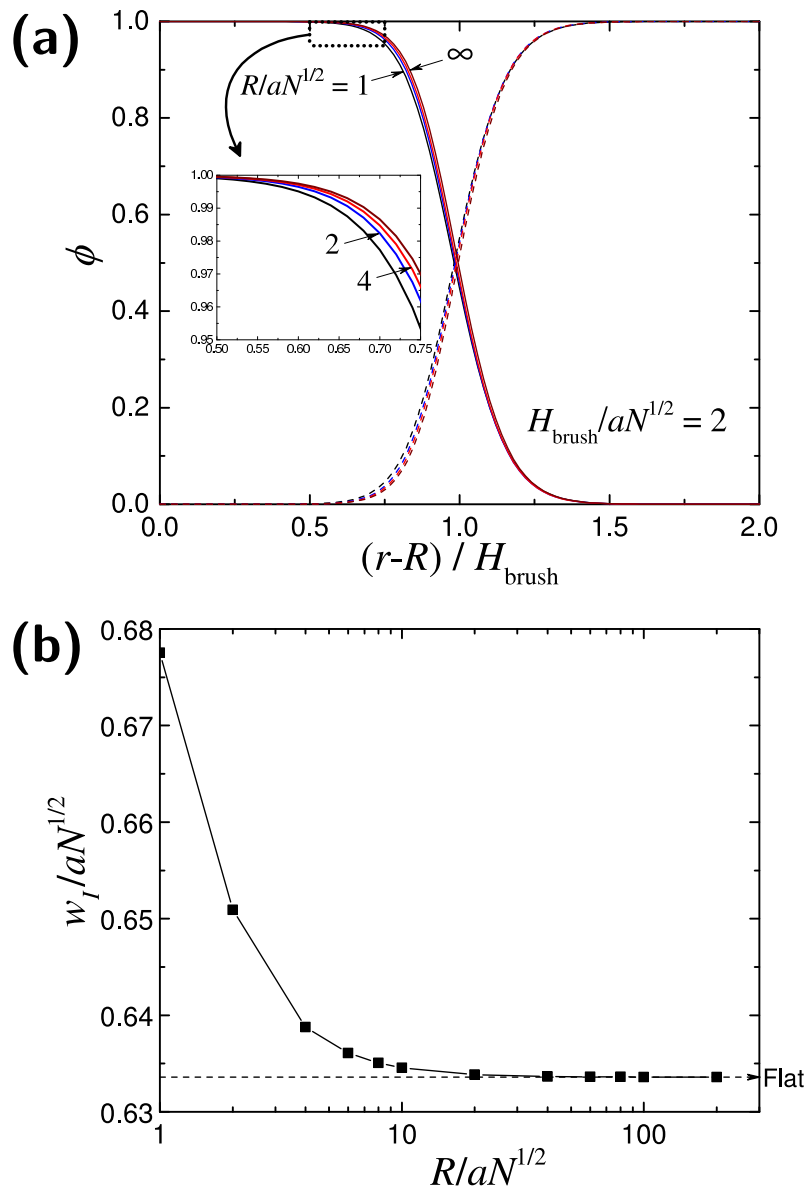 (a)
1.0
0.8
0.6
0.4
0.2
0.0
ϕ
R/aN^{1/2} = 1
∞
1.00
0.99
0.98
0.97
0.96
0.95
0.50 0.55 0.60 0.65 0.70 0.75
2
4
H_{brush}/aN^{1/2} = 2
0.0 0.5 1.0 1.5 2.0
(r-R) / H_{brush}
(b)
0.68
0.67
0.66
0.65
0.64
0.63
w_I/aN^{1/2}
Flat
1 10 100
R/aN^{1/2}